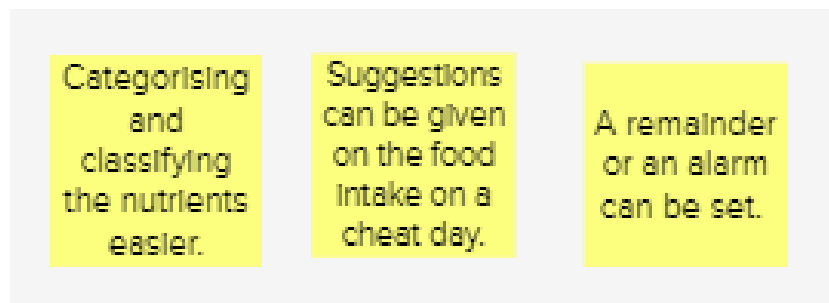 Categorising
and
classifying
the nutrients
easier.
Suggestions
can be given
on the food
intake on a
cheat day.
A remainder
or an alarm
can be set.